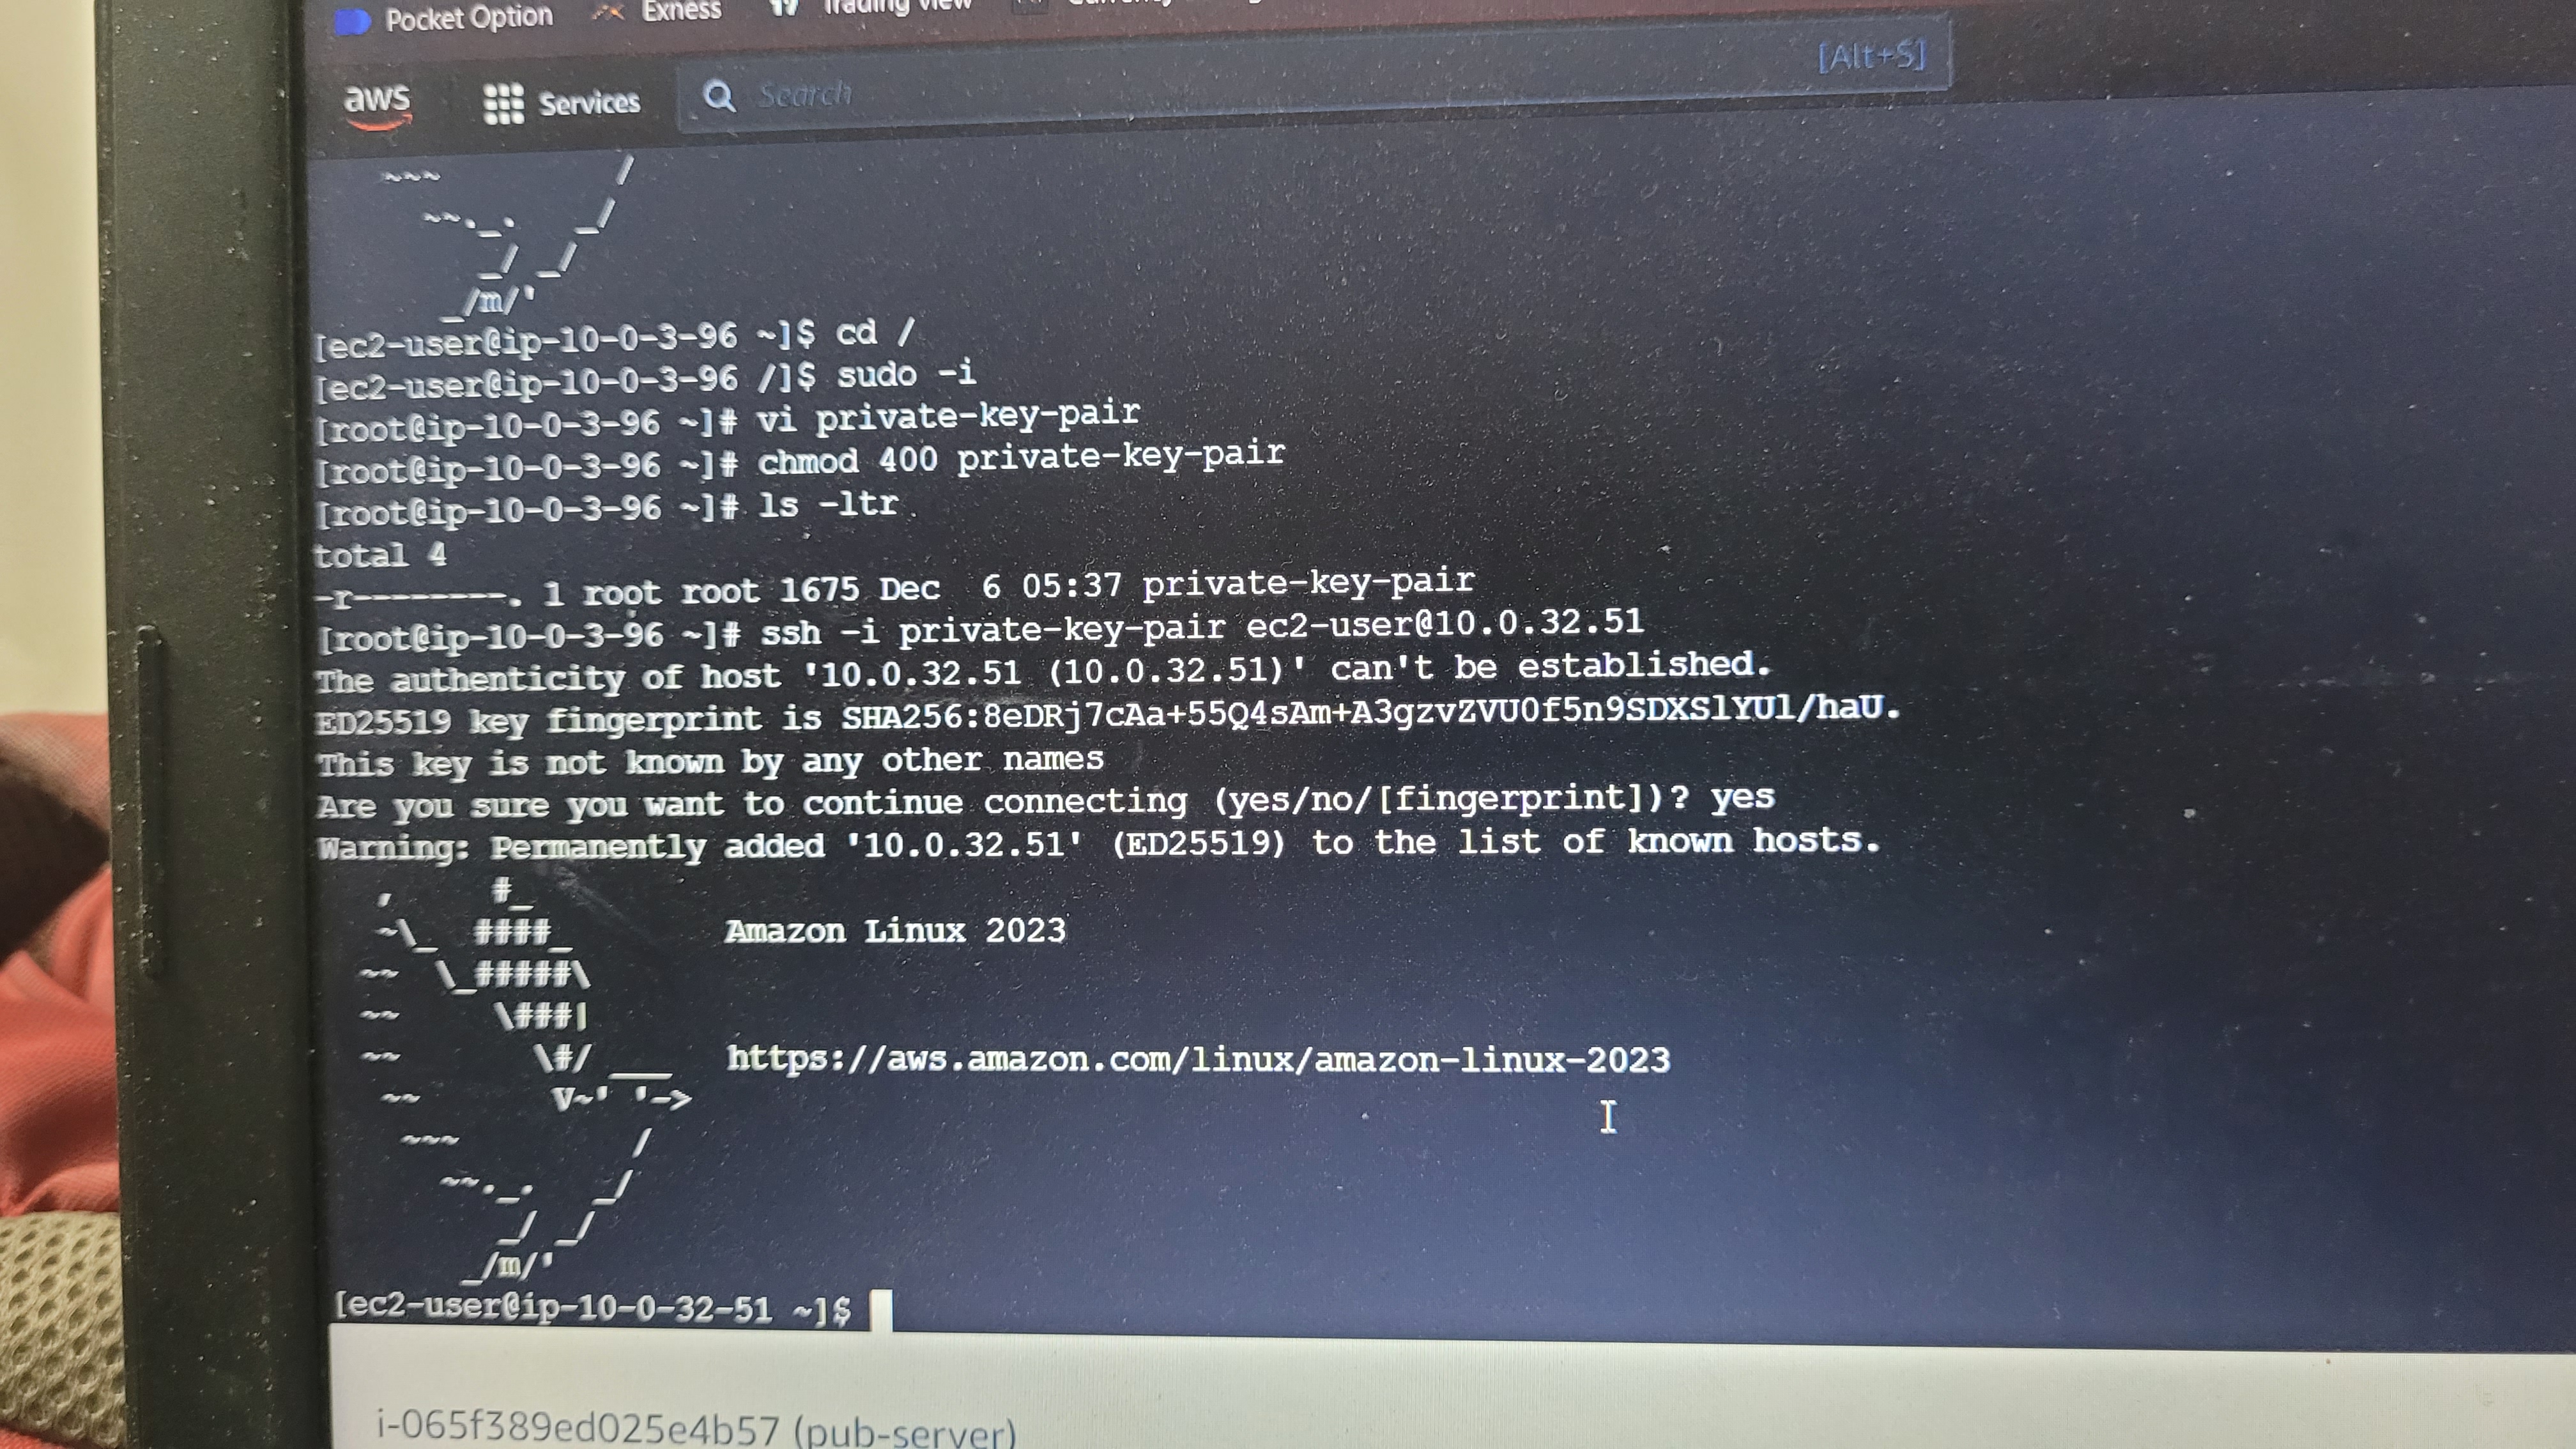 Pocket Option Exness Trading View
aws Services Search [Alt+S]
~~~ /
~~._. _/
_/ _/
_/m/'
[ec2-user@ip-10-0-3-96 ~]$ cd /
[ec2-user@ip-10-0-3-96 /]$ sudo -i
[root@ip-10-0-3-96 ~]# vi private-key-pair
[root@ip-10-0-3-96 ~]# chmod 400 private-key-pair
[root@ip-10-0-3-96 ~]# ls -ltr
total 4
-r--------. 1 root root 1675 Dec  6 05:37 private-key-pair
[root@ip-10-0-3-96 ~]# ssh -i private-key-pair ec2-user@10.0.32.51
The authenticity of host '10.0.32.51 (10.0.32.51)' can't be established.
ED25519 key fingerprint is SHA256:8eDRj7cAa+55Q4sAm+A3gzvZVU0f5n9SDXSlYUl/haU.
This key is not known by any other names
Are you sure you want to continue connecting (yes/no/[fingerprint])? yes
Warning: Permanently added '10.0.32.51' (ED25519) to the list of known hosts.
, #_
~\_ ####_ Amazon Linux 2023
~~ \_#####\
~~ \###|
~~ \#/ ___ https://aws.amazon.com/linux/amazon-linux-2023
~~ V~' '->
~~~ /
~~._. _/
_/ _/
_/m/'
[ec2-user@ip-10-0-32-51 ~]$
i-065f389ed025e4b57 (pub-server)